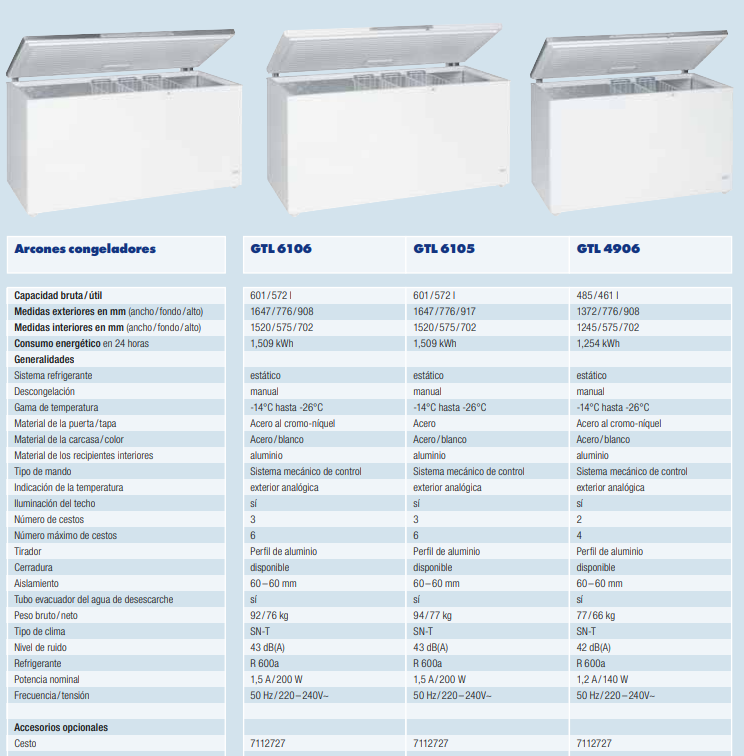 Arcones congeladores GTL 6106 GTL 6105 GTL 4906
Capacidad bruta/útil 601/572 l 601/572 l 485/461 l
Medidas exteriores en mm (ancho/fondo/alto) 1647/776/908 1647/776/917 1372/776/908
Medidas interiores en mm (ancho/fondo/alto) 1520/575/702 1520/575/702 1245/575/702
Consumo energético en 24 horas 1,509 kWh 1,509 kWh 1,254 kWh
Generalidades
Sistema refrigerante estático estático estático
Descongelación manual manual manual
Gama de temperatura -14°C hasta -26°C -14°C hasta -26°C -14°C hasta -26°C
Material de la puerta/tapa Acero al cromo-níquel Acero Acero al cromo-níquel
Material de la carcasa/color Acero/blanco Acero/blanco Acero/blanco
Material de los recipientes interiores aluminio aluminio aluminio
Tipo de mando Sistema mecánico de control Sistema mecánico de control Sistema mecánico de control
Indicación de la temperatura exterior analógica exterior analógica exterior analógica
Iluminación del techo sí sí sí
Número de cestos 3 3 2
Número máximo de cestos 6 6 4
Tirador Perfil de aluminio Perfil de aluminio Perfil de aluminio
Cerradura disponible disponible disponible
Aislamiento 60–60 mm 60–60 mm 60–60 mm
Tubo evacuador del agua de desescarche sí sí sí
Peso bruto/neto 92/76 kg 94/77 kg 77/66 kg
Tipo de clima SN-T SN-T SN-T
Nivel de ruido 43 dB(A) 43 dB(A) 42 dB(A)
Refrigerante R 600a R 600a R 600a
Potencia nominal 1,5 A/200 W 1,5 A/200 W 1,2 A/140 W
Frecuencia/tensión 50 Hz/220–240V~ 50 Hz/220–240V~ 50 Hz/220–240V~
Accesorios opcionales
Cesto 7112727 7112727 7112727